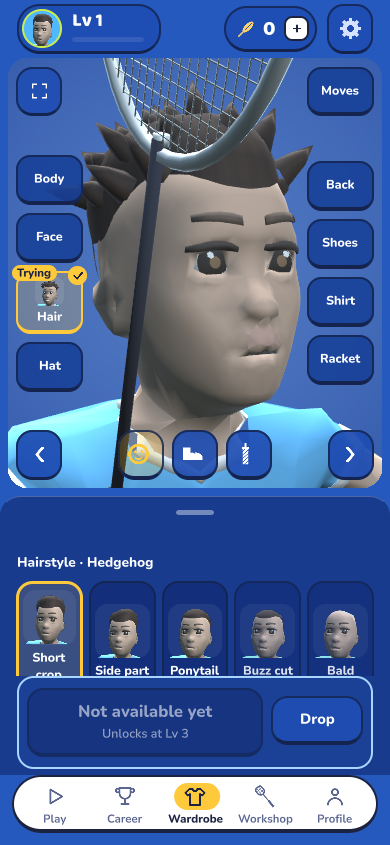 Lv 1
0
+
Moves
Body
Back
Face
Shoes
Trying
Hair
Shirt
Hat
Racket
Hairstyle · Hedgehog
Short
crop
Side part
Ponytail
Buzz cut
Bald
Not available yet
Unlocks at Lv 3
Drop
Play
Career
Wardrobe
Workshop
Profile